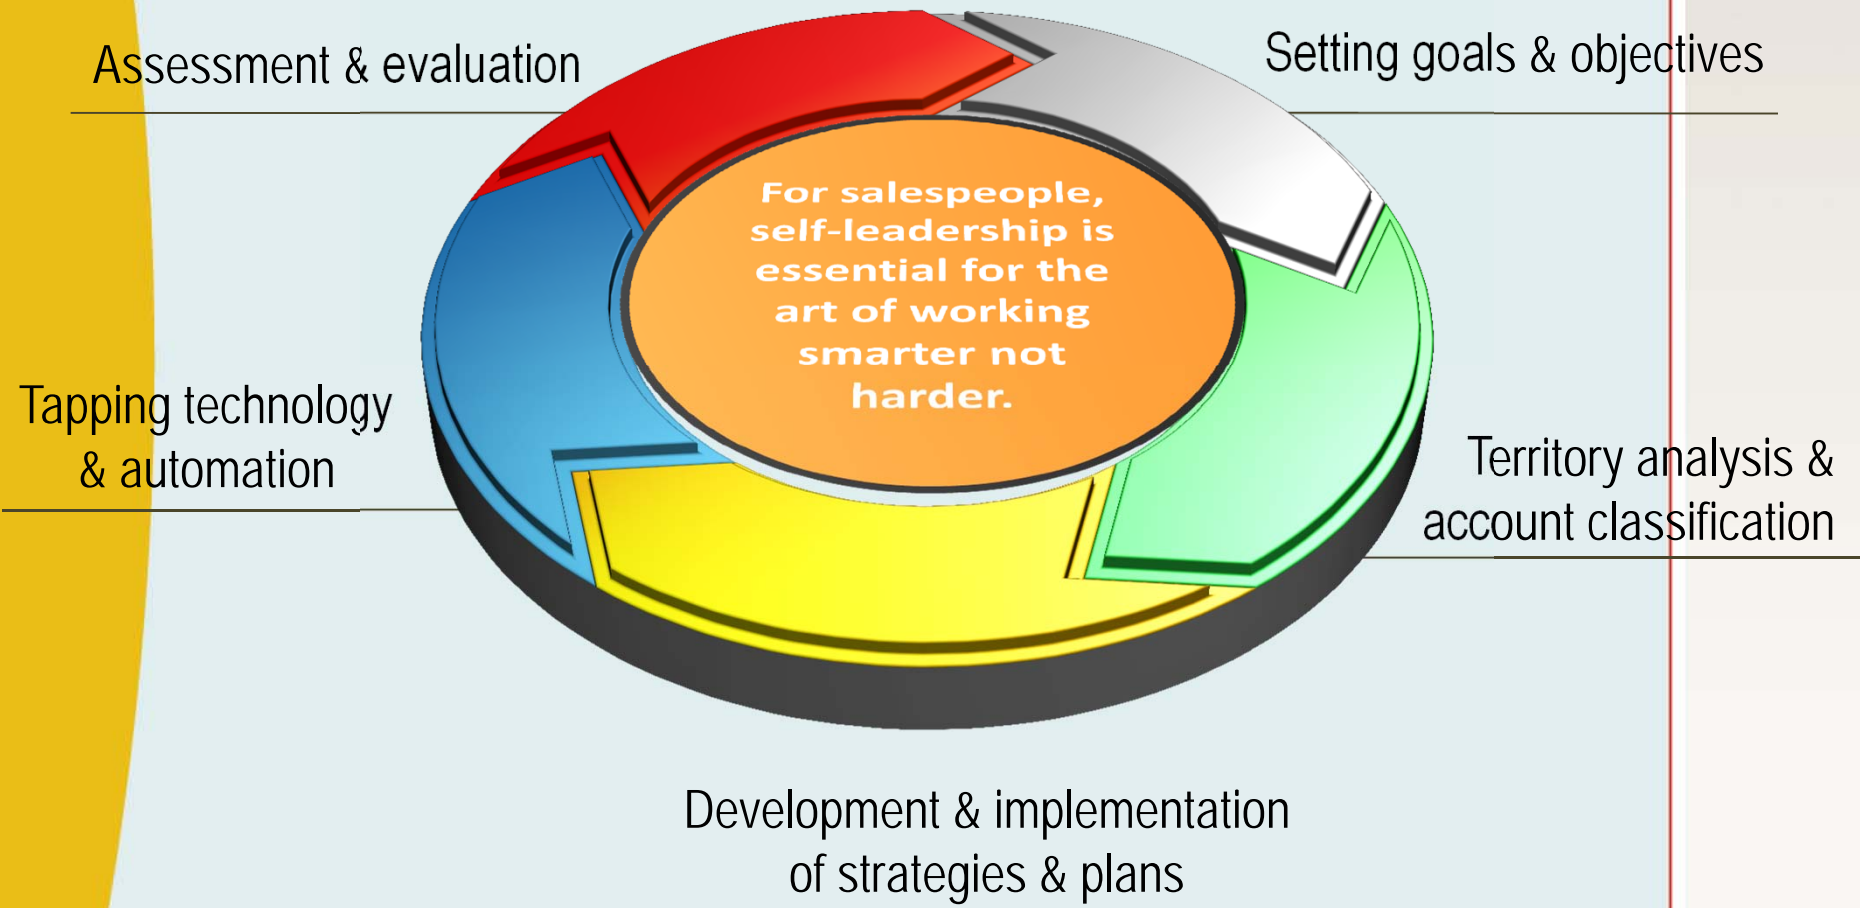 Assessment & evaluation
Setting goals & objectives
For salespeople,
self-leadership is
essential for the
art of working
smarter not
harder.
Tapping technology
& automation
Territory analysis &
account classification
Development & implementation
of strategies & plans